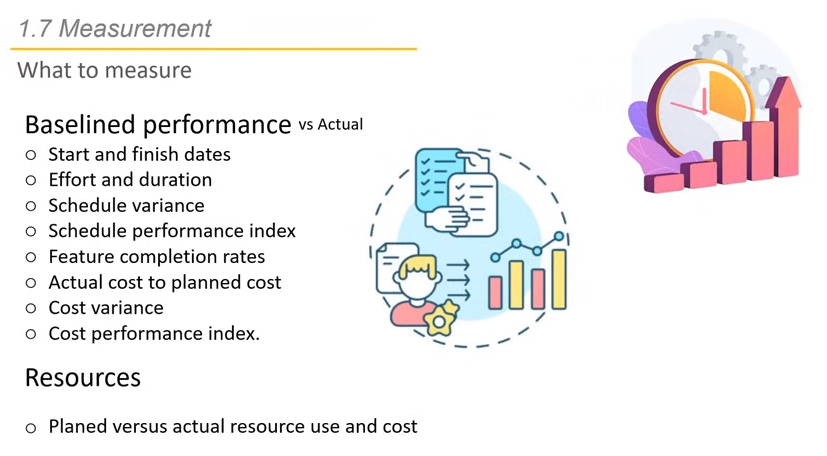 1.7 Measurement
What to measure
Baselined performance vs Actual
○ Start and finish dates
○ Effort and duration
○ Schedule variance
○ Schedule performance index
○ Feature completion rates
○ Actual cost to planned cost
○ Cost variance
○ Cost performance index.
Resources
○ Planed versus actual resource use and cost